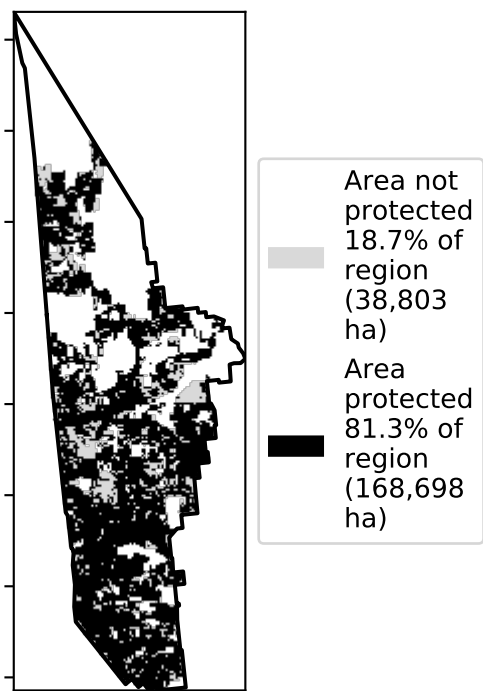 Area not
protected
18.7% of
region
(38,803
ha)
Area
protected
81.3% of
region
(168,698
ha)